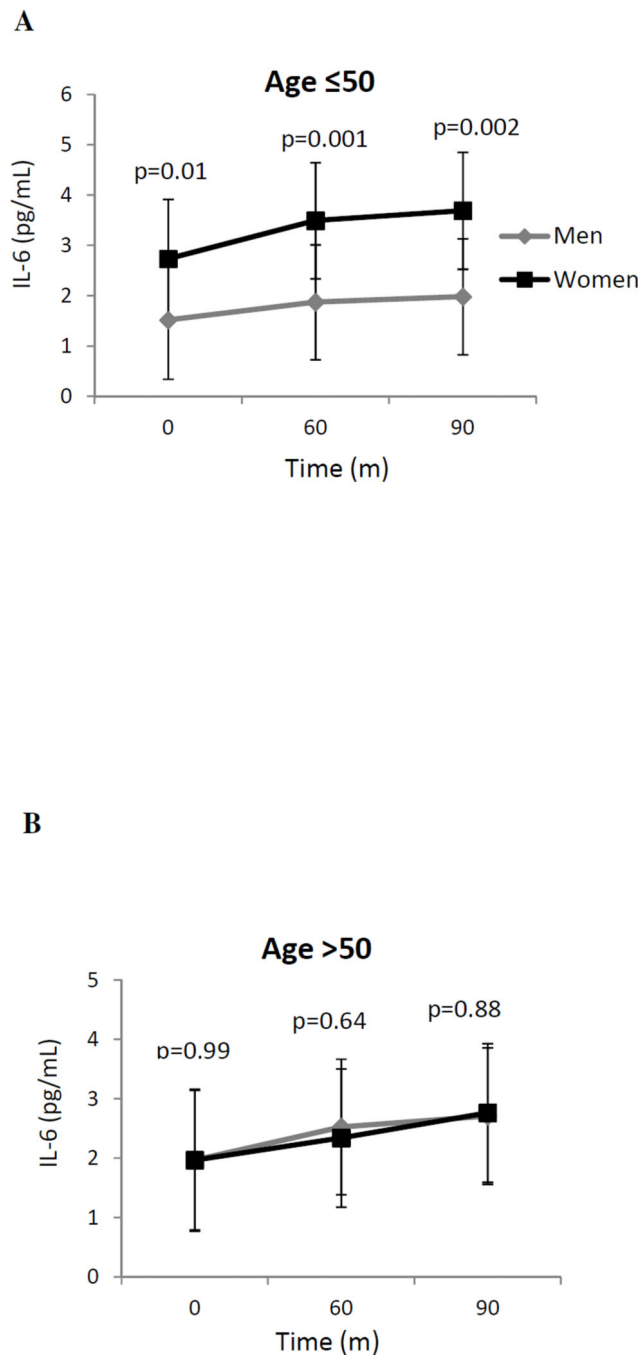 A
Age ≤50
6
5
4
3
2
1
0
IL-6 (pg/mL)
p=0.01
p=0.001
p=0.002
Men
Women
0 60 90
Time (m)
B
Age >50
5
4
3
2
1
0
IL-6 (pg/mL)
p=0.99
p=0.64
p=0.88
0 60 90
Time (m)